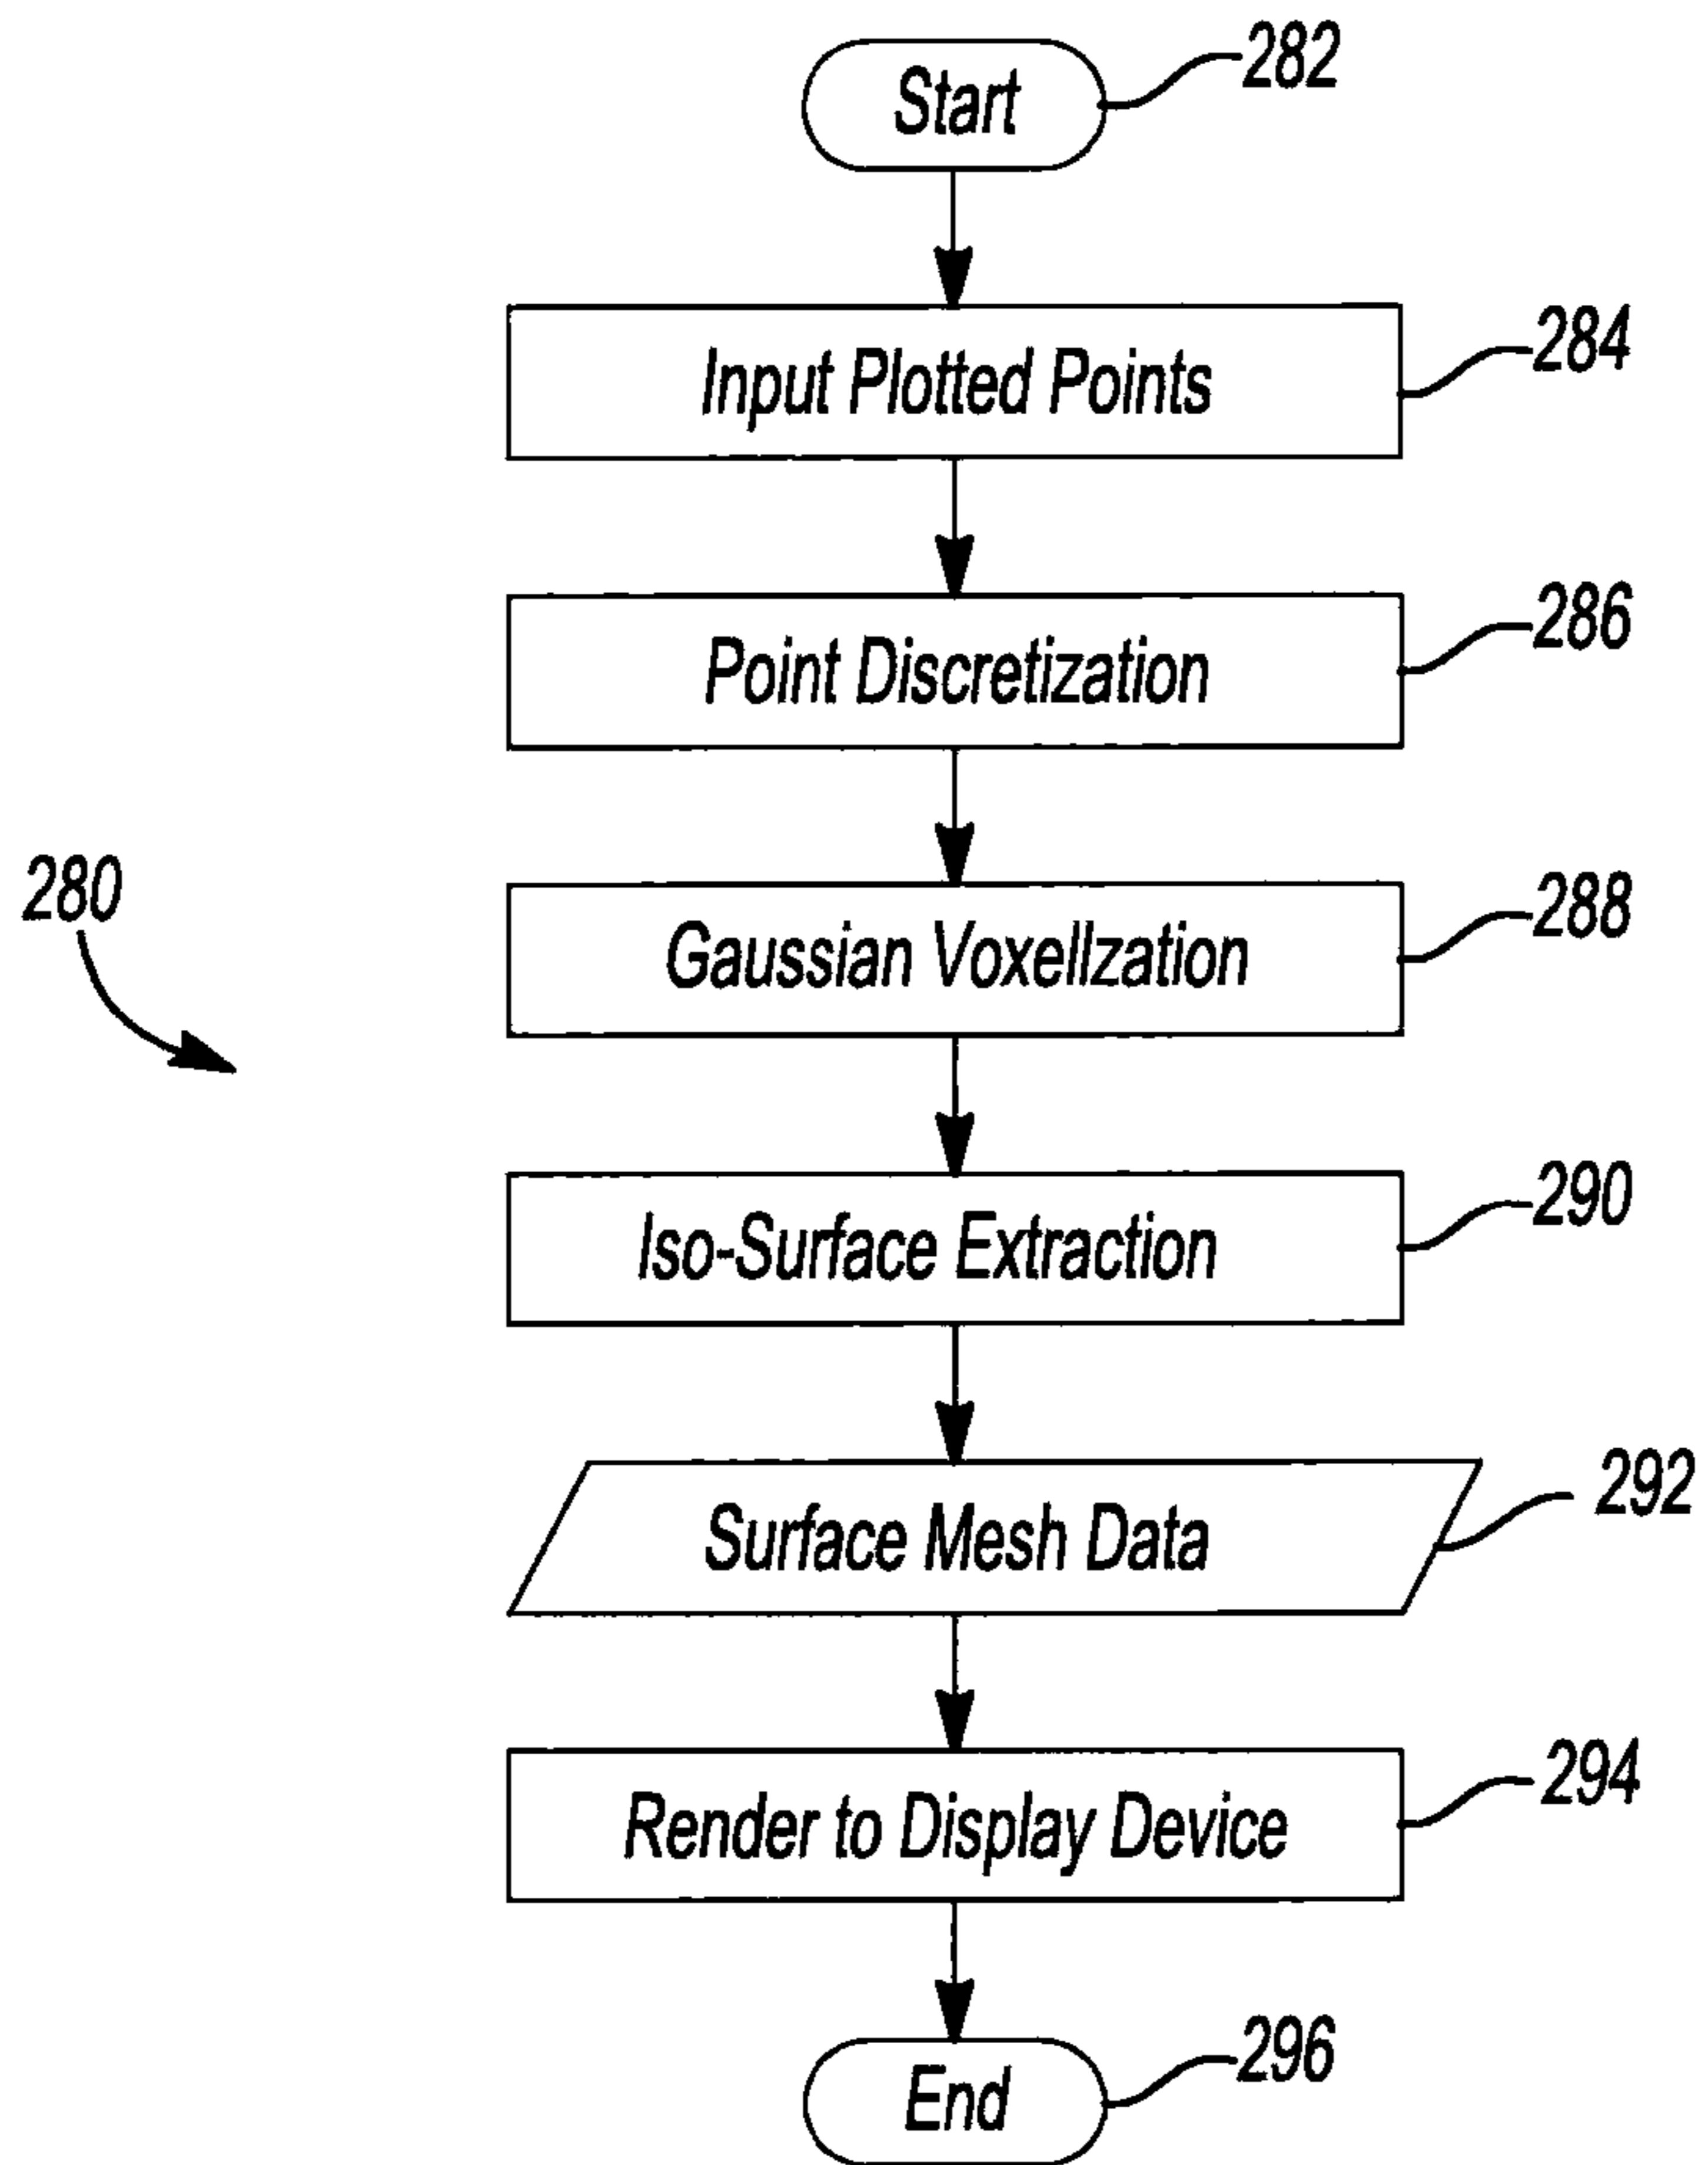 Start
282
Input Plotted Points
284
Point Discretization
286
280
Gaussian Voxellzation
288
Iso-Surface Extraction
290
Surface Mesh Data
292
Render to Display Device
294
End
296